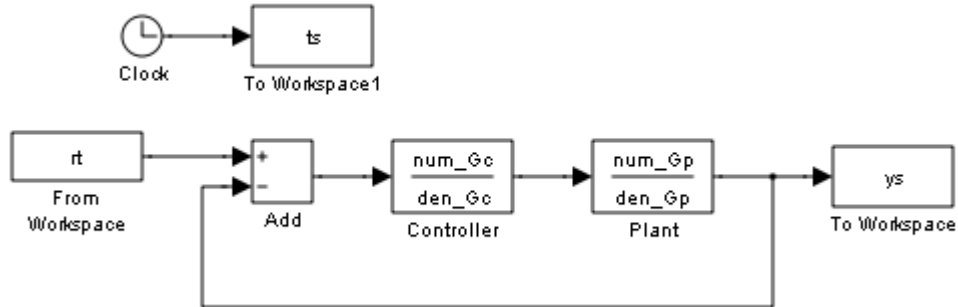 ts
Clock
To Workspace1
rt
+
−
num_Gc
den_Gc
num_Gp
den_Gp
ys
From
Workspace
Add
Controller
Plant
To Workspace